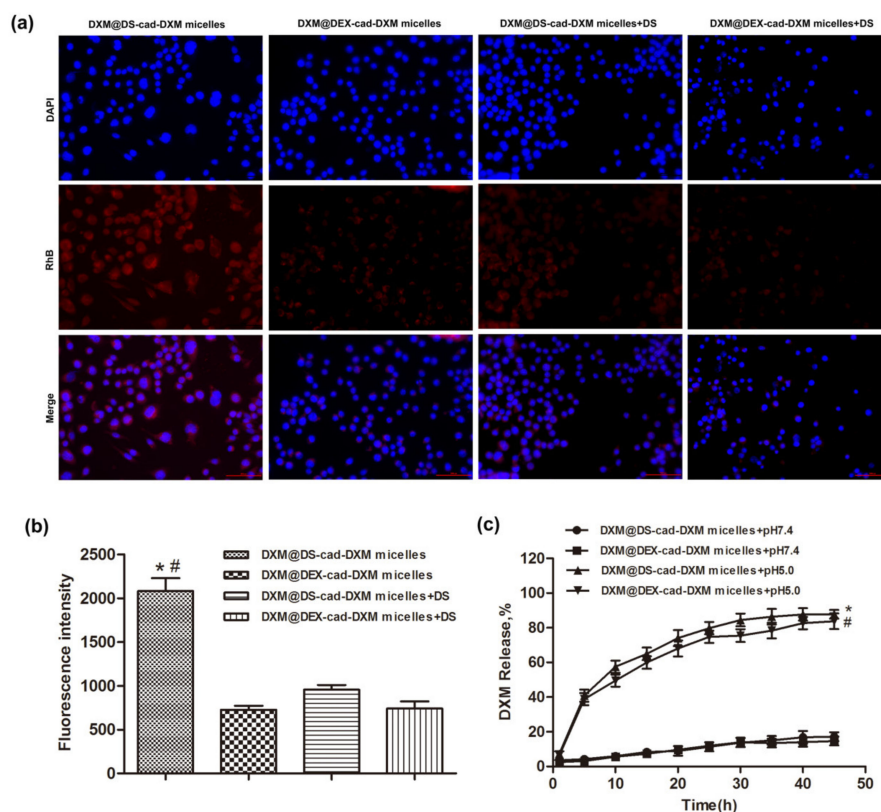 (a)
DXM@DS-cad-DXM micelles
DXM@DEX-cad-DXM micelles
DXM@DS-cad-DXM micelles+DS
DXM@DEX-cad-DXM micelles+DS
DAPI
RhB
Merge
(b)
Fluorescence intensity
2500
2000
1500
1000
500
0
* #
DXM@DS-cad-DXM micelles
DXM@DEX-cad-DXM micelles
DXM@DS-cad-DXM micelles+DS
DXM@DEX-cad-DXM micelles+DS
(c)
DXM@DS-cad-DXM micelles+pH7.4
DXM@DEX-cad-DXM micelles+pH7.4
DXM@DS-cad-DXM micelles+pH5.0
DXM@DEX-cad-DXM micelles+pH5.0
DXM Release,%
120
100
80
60
40
20
0
*
#
0 10 20 30 40 50
Time(h)